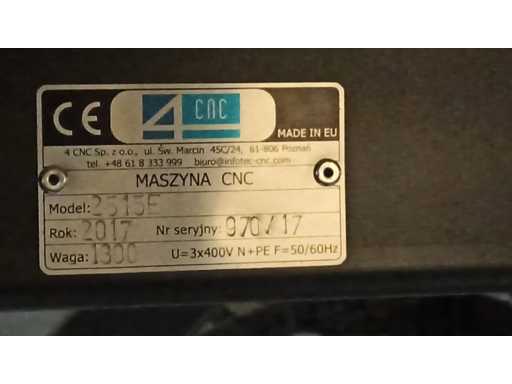 CE 4 CNC MADE IN EU
4 CNC Sp. z o.o., ul. Św. Marcin 45C/24, 61-806 Poznań
tel. +48 61 8 333 999 biuro@infotec-cnc.com
MASZYNA CNC
Model: 2515E
Rok: 2017 Nr seryjny: 970/17
Waga: 1300 U=3x400V N+PE F=50/60Hz